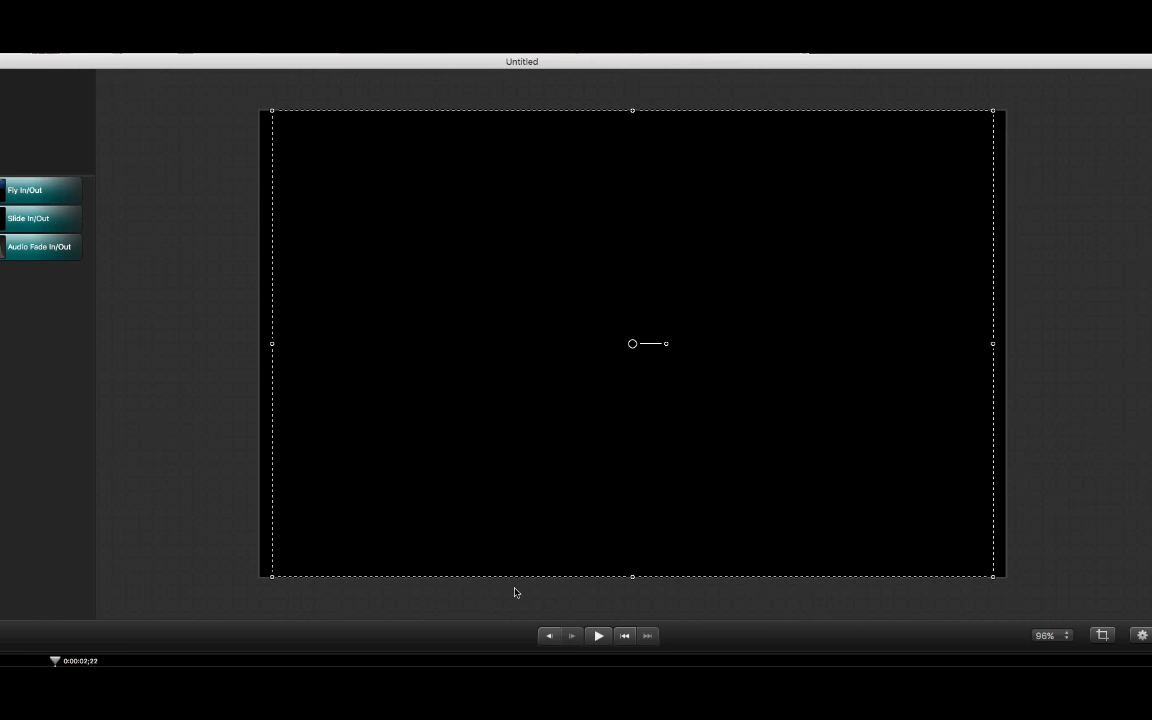 Untitled
Fly In/Out
Slide In/Out
Audio Fade In/Out
96%
0:00:02;22